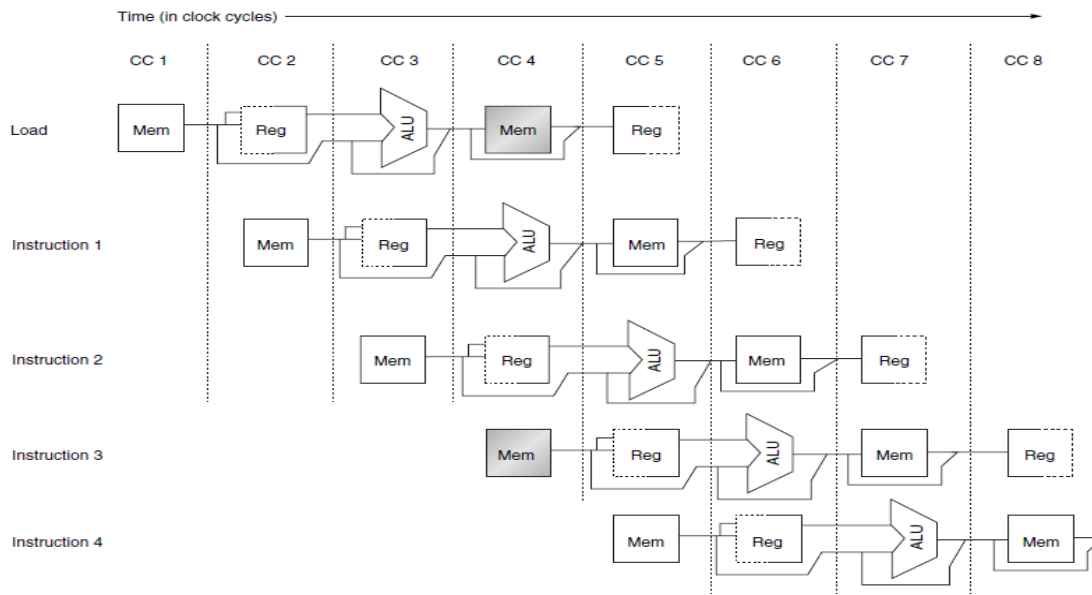 Time (in clock cycles)
CC 1 CC 2 CC 3 CC 4 CC 5 CC 6 CC 7 CC 8
Load Mem Reg ALU Mem Reg
Instruction 1 Mem Reg ALU Mem Reg
Instruction 2 Mem Reg ALU Mem Reg
Instruction 3 Mem Reg ALU Mem Reg
Instruction 4 Mem Reg ALU Mem